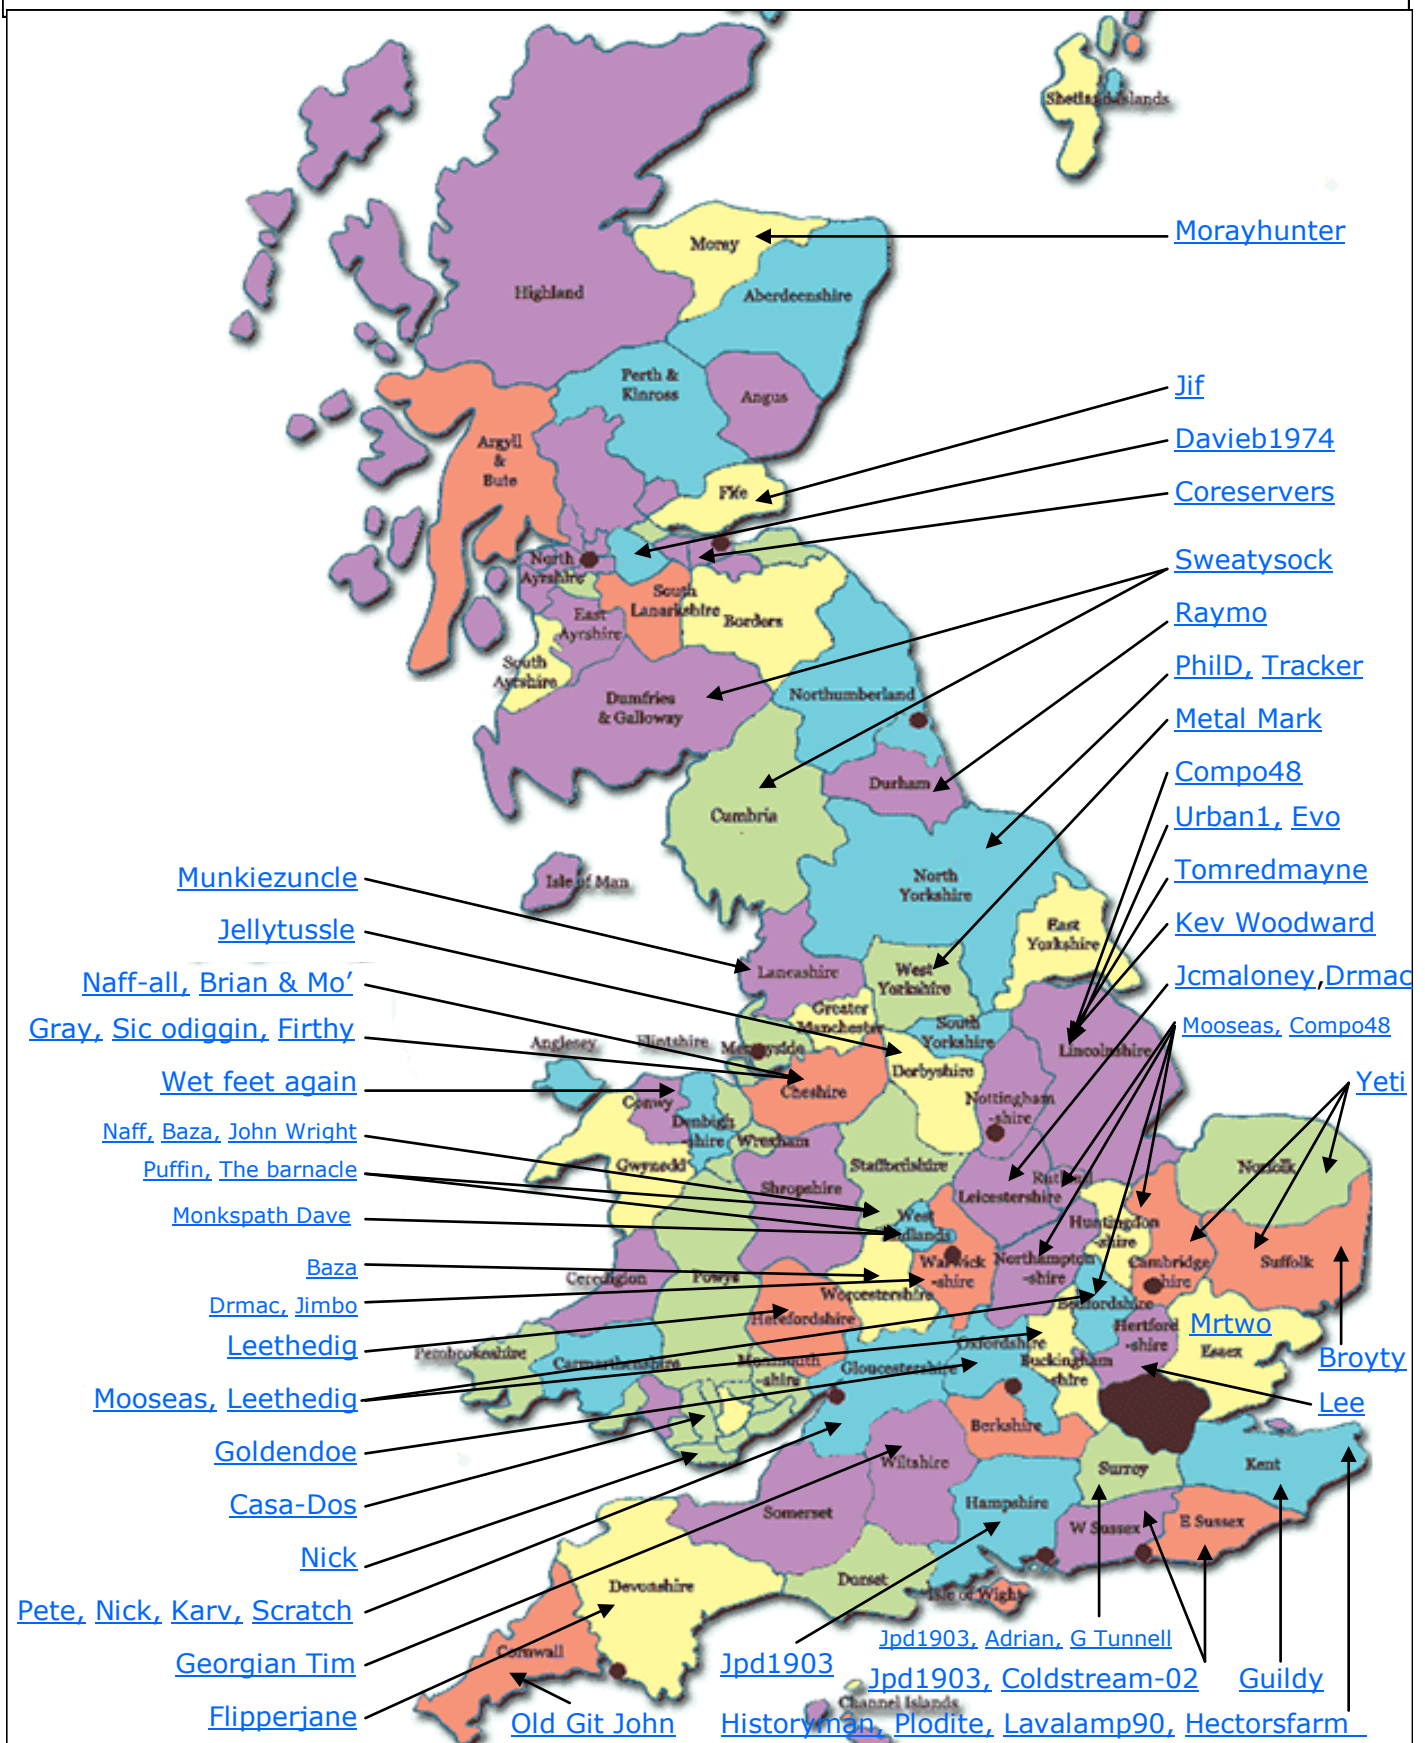 Shetland Islands
Moray
Morayhunter
Highland
Aberdeenshire
Perth &
Kinross
Angus
Jif
Argyll
&
Bute
Davieb1974
Fife
Coreservers
North
Ayrshire
Sweatysock
South
Lanarkshire
East
Ayrshire
Borders
Raymo
South
Ayrshire
PhilD, Tracker
Dumfries
& Galloway
Northumberland
Metal Mark
Durham
Compo48
Cumbria
Urban1, Evo
Munkiezuncle
Isle of Man
North
Yorkshire
Tomredmayne
Jellytussle
East
Yorkshire
Kev Woodward
Lancashire
West
Yorkshire
Naff-all, Brian & Mo’
Jcmaloney,Drmac
Greater
Manchester
Gray, Sic odiggin, Firthy
South
Yorkshire
Mooseas, Compo48
Anglesey
Flintshire
Merseyside
Lincolnshire
Wet feet again
Derbyshire
Yeti
Conwy
Cheshire
Nottingham
-shire
Naff, Baza, John Wright
Denbigh
-shire
Wrexham
Puffin, The barnacle
Gwynedd
Staffordshire
Norfolk
Shropshire
Leicestershire
Rutland
Monkspath Dave
West
Midlands
Huntingdon
-shire
Baza
Ceredigion
Powys
Warwick
-shire
Northampton
-shire
Cambridge
-shire
Suffolk
Drmac, Jimbo
Worcestershire
Bedfordshire
Leethedig
Herefordshire
Hertford
-shire
Mrtwo
Essex
Pembrokeshire
Carmarthenshire
Monmouth
-shire
Gloucestershire
Oxfordshire
Buckingham
-shire
Broyty
Mooseas, Leethedig
Lee
Goldendoe
Berkshire
Wiltshire
Surrey
Kent
Casa-Dos
Somerset
Hampshire
W Sussex
E Sussex
Nick
Devonshire
Dorset
Isle of Wight
Pete, Nick, Karv, Scratch
Cornwall
Jpd1903, Adrian, G Tunnell
Georgian Tim
Jpd1903
Jpd1903, Coldstream-02
Guildy
Flipperjane
Old Git John
Channel Islands
Historyman, Plodite, Lavalamp90, Hectorsfarm